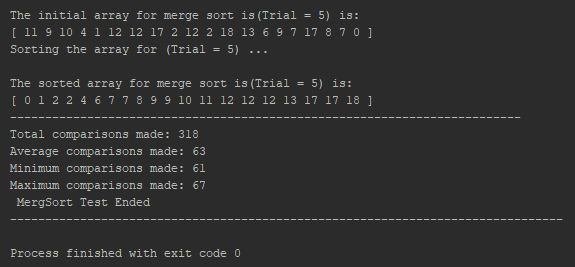 The initial array for merge sort is(Trial = 5) is:
[ 11 9 10 4 1 12 12 17 2 12 2 18 13 6 9 7 17 8 7 0 ]
Sorting the array for (Trial = 5) ...
The sorted array for merge sort is(Trial = 5) is:
[ 0 1 2 2 4 6 7 7 8 9 9 10 11 12 12 12 13 17 17 18 ]
-------------------------------------------------------------------------
Total comparisons made: 318
Average comparisons made: 63
Minimum comparisons made: 61
Maximum comparisons made: 67
MergSort Test Ended
-------------------------------------------------------------------------------
Process finished with exit code 0